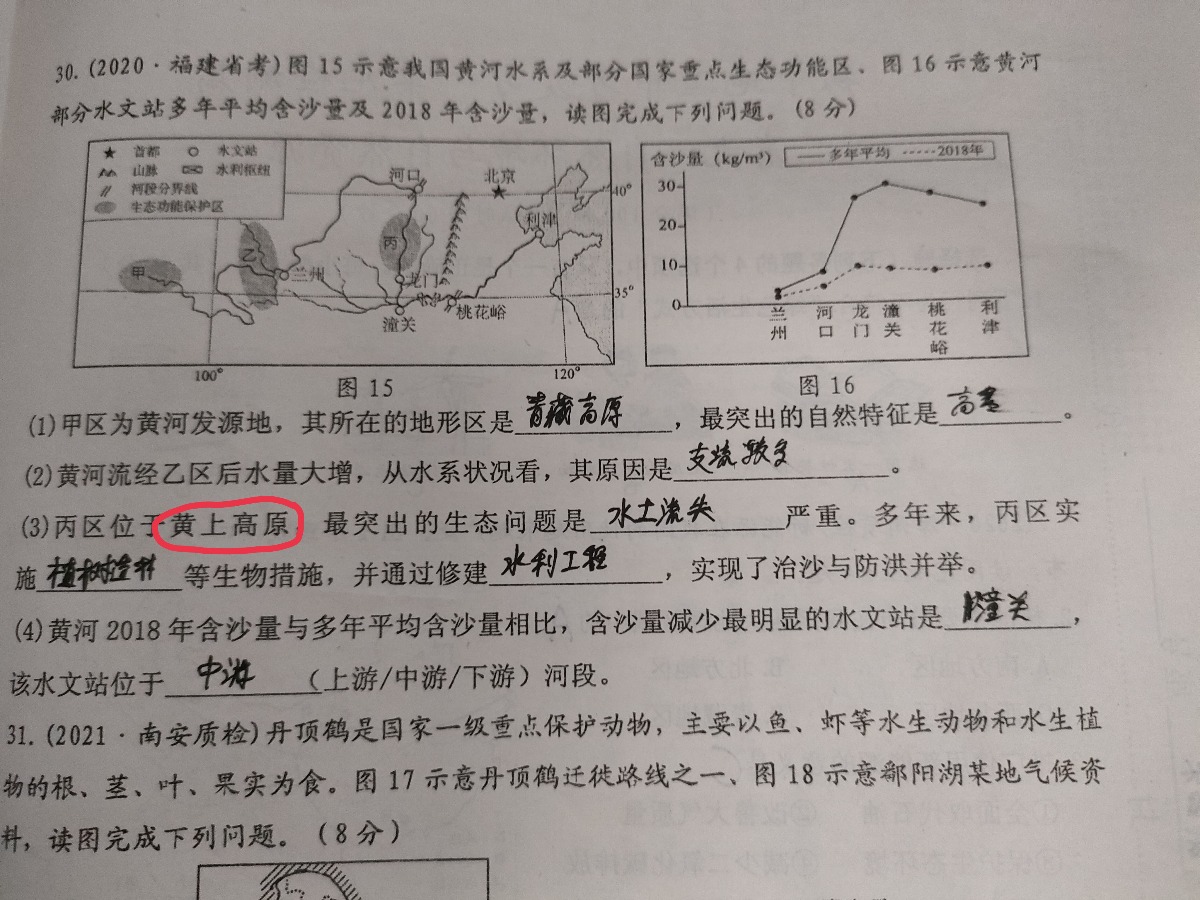 30. (2020·福建省考)图 15 示意我国黄河水系及部分国家重点生态功能区、图 16 示意黄河
部分水文站多年平均含沙量及 2018 年含沙量，读图完成下列问题。(8 分)
首都 水文站
山脉 水利枢纽
河段分界线
生态功能保护区
河口 北京 40°
利津
丙
乙
甲 兰州 龙门
35°
桃花峪
潼关
100° 120°
图 15
含沙量 (kg/m³) 多年平均 2018年
30
20
10
0
兰州 河口 龙门 潼关 桃花峪 利津
图 16
(1)甲区为黄河发源地，其所在的地形区是青藏高原，最突出的自然特征是高寒。
(2)黄河流经乙区后水量大增，从水系状况看，其原因是支流较多。
(3)丙区位于黄上高原，最突出的生态问题是水土流失严重。多年来，丙区实
施植树造林等生物措施，并通过修建水利工程，实现了治沙与防洪并举。
(4)黄河 2018 年含沙量与多年平均含沙量相比，含沙量减少最明显的水文站是潼关，
该水文站位于中游（上游/中游/下游）河段。
31. (2021·南安质检)丹顶鹤是国家一级重点保护动物，主要以鱼、虾等水生动物和水生植
物的根、茎、叶、果实为食。图 17 示意丹顶鹤迁徙路线之一、图 18 示意鄱阳湖某地气候资
料，读图完成下列问题。(8 分)